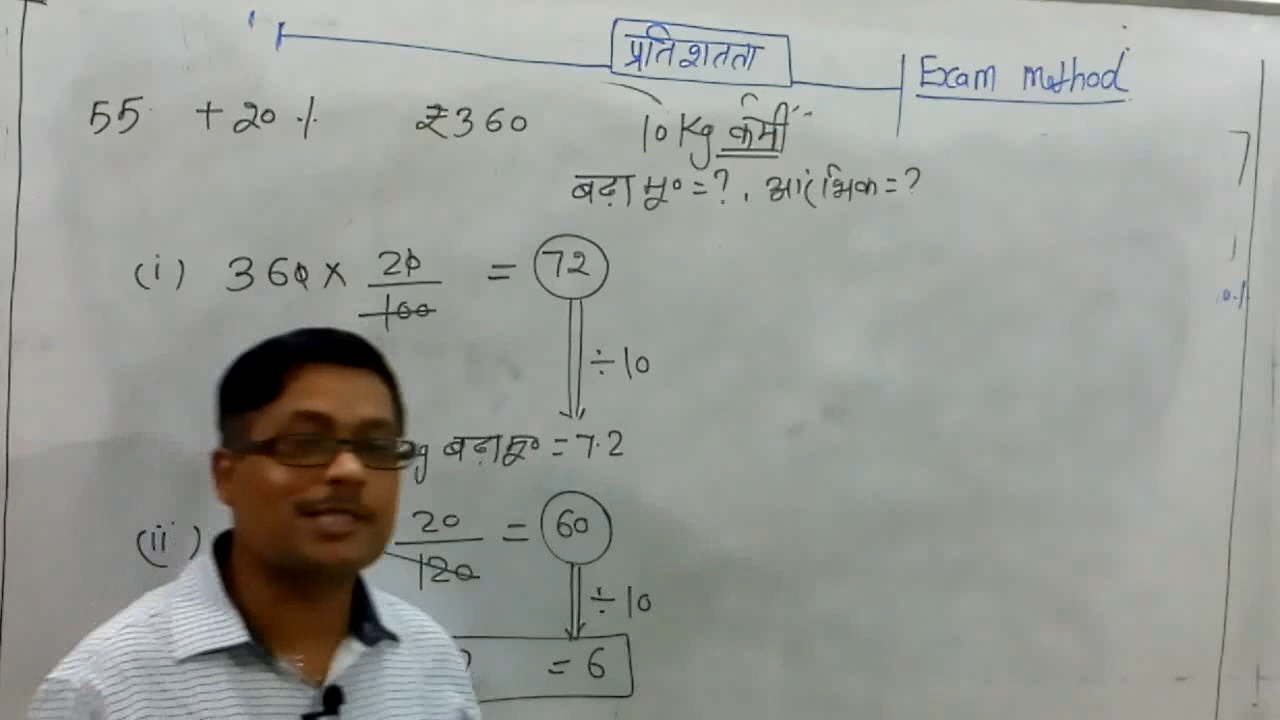 प्रतिशतता
Exam method
55 + 20 % ₹360 10 Kg कमी
बढ़ा मू० = ?, आरंभिक = ?
(i) 360 × 20/100 = 72
÷ 10
बढ़ा मू० = 7.2
(ii) 20/120 = 60
÷ 10
= 6